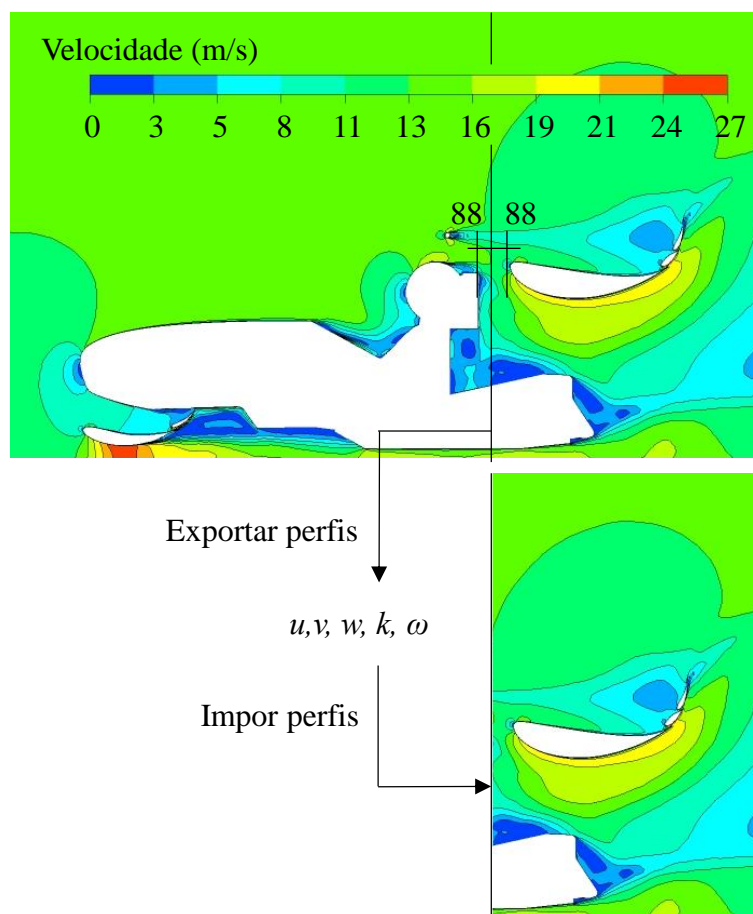 Velocidade (m/s)
0 3 5 8 11 13 16 19 21 24 27
88 88
Exportar perfis
u,v, w, k, ω
Impor perfis